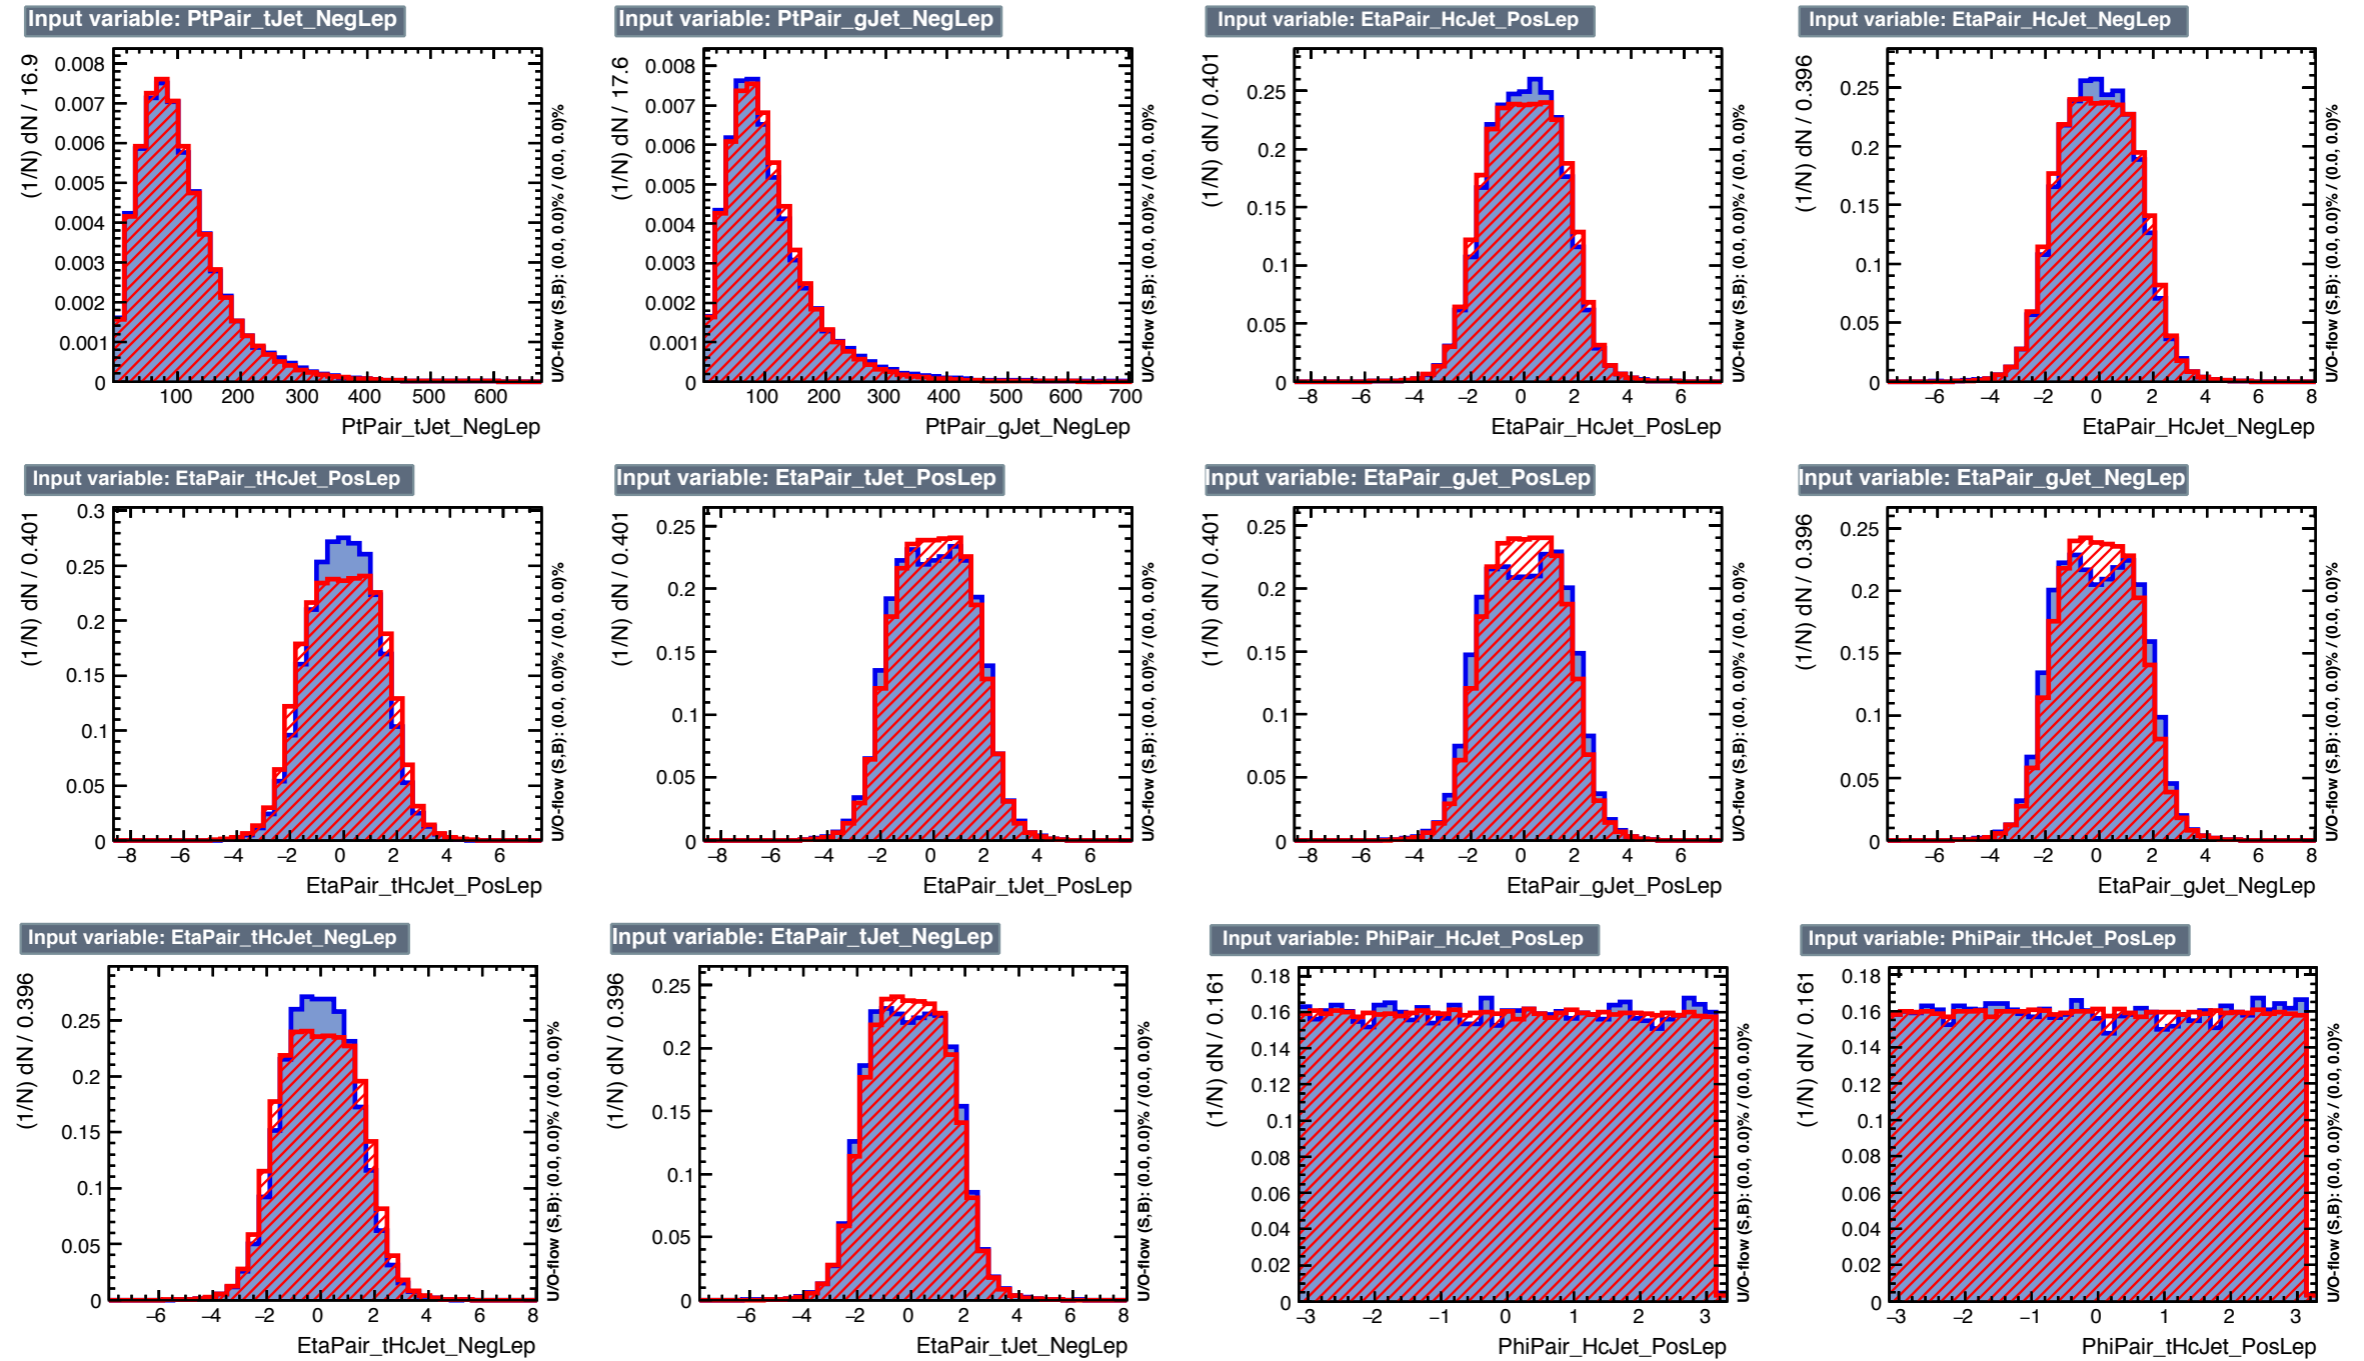 Input variable: PtPair_tJet_NegLep
(1/N) dN / 16.9
0.008
0.007
0.006
0.005
0.004
0.003
0.002
0.001
0
100 200 300 400 500 600
PtPair_tJet_NegLep
U/O-flow (S,B): (0.0, 0.0)% / (0.0, 0.0)%
Input variable: PtPair_gJet_NegLep
(1/N) dN / 17.6
0.008
0.007
0.006
0.005
0.004
0.003
0.002
0.001
0
100 200 300 400 500 600 700
PtPair_gJet_NegLep
U/O-flow (S,B): (0.0, 0.0)% / (0.0, 0.0)%
Input variable: EtaPair_HcJet_PosLep
(1/N) dN / 0.401
0.25
0.2
0.15
0.1
0.05
0
−8 −6 −4 −2 0 2 4 6
EtaPair_HcJet_PosLep
U/O-flow (S,B): (0.0, 0.0)% / (0.0, 0.0)%
Input variable: EtaPair_HcJet_NegLep
(1/N) dN / 0.396
0.25
0.2
0.15
0.1
0.05
0
−6 −4 −2 0 2 4 6 8
EtaPair_HcJet_NegLep
U/O-flow (S,B): (0.0, 0.0)% / (0.0, 0.0)%
Input variable: EtaPair_tHcJet_PosLep
(1/N) dN / 0.401
0.3
0.25
0.2
0.15
0.1
0.05
0
−8 −6 −4 −2 0 2 4 6
EtaPair_tHcJet_PosLep
U/O-flow (S,B): (0.0, 0.0)% / (0.0, 0.0)%
Input variable: EtaPair_tJet_PosLep
(1/N) dN / 0.401
0.25
0.2
0.15
0.1
0.05
0
−8 −6 −4 −2 0 2 4 6
EtaPair_tJet_PosLep
U/O-flow (S,B): (0.0, 0.0)% / (0.0, 0.0)%
Input variable: EtaPair_gJet_PosLep
(1/N) dN / 0.401
0.25
0.2
0.15
0.1
0.05
0
−8 −6 −4 −2 0 2 4 6
EtaPair_gJet_PosLep
U/O-flow (S,B): (0.0, 0.0)% / (0.0, 0.0)%
Input variable: EtaPair_gJet_NegLep
(1/N) dN / 0.396
0.25
0.2
0.15
0.1
0.05
0
−6 −4 −2 0 2 4 6 8
EtaPair_gJet_NegLep
U/O-flow (S,B): (0.0, 0.0)% / (0.0, 0.0)%
Input variable: EtaPair_tHcJet_NegLep
(1/N) dN / 0.396
0.25
0.2
0.15
0.1
0.05
0
−6 −4 −2 0 2 4 6 8
EtaPair_tHcJet_NegLep
U/O-flow (S,B): (0.0, 0.0)% / (0.0, 0.0)%
Input variable: EtaPair_tJet_NegLep
(1/N) dN / 0.396
0.25
0.2
0.15
0.1
0.05
0
−6 −4 −2 0 2 4 6 8
EtaPair_tJet_NegLep
U/O-flow (S,B): (0.0, 0.0)% / (0.0, 0.0)%
Input variable: PhiPair_HcJet_PosLep
(1/N) dN / 0.161
0.18
0.16
0.14
0.12
0.1
0.08
0.06
0.04
0.02
0
−3 −2 −1 0 1 2 3
PhiPair_HcJet_PosLep
U/O-flow (S,B): (0.0, 0.0)% / (0.0, 0.0)%
Input variable: PhiPair_tHcJet_PosLep
(1/N) dN / 0.161
0.18
0.16
0.14
0.12
0.1
0.08
0.06
0.04
0.02
0
−3 −2 −1 0 1 2 3
PhiPair_tHcJet_PosLep
U/O-flow (S,B): (0.0, 0.0)% / (0.0, 0.0)%